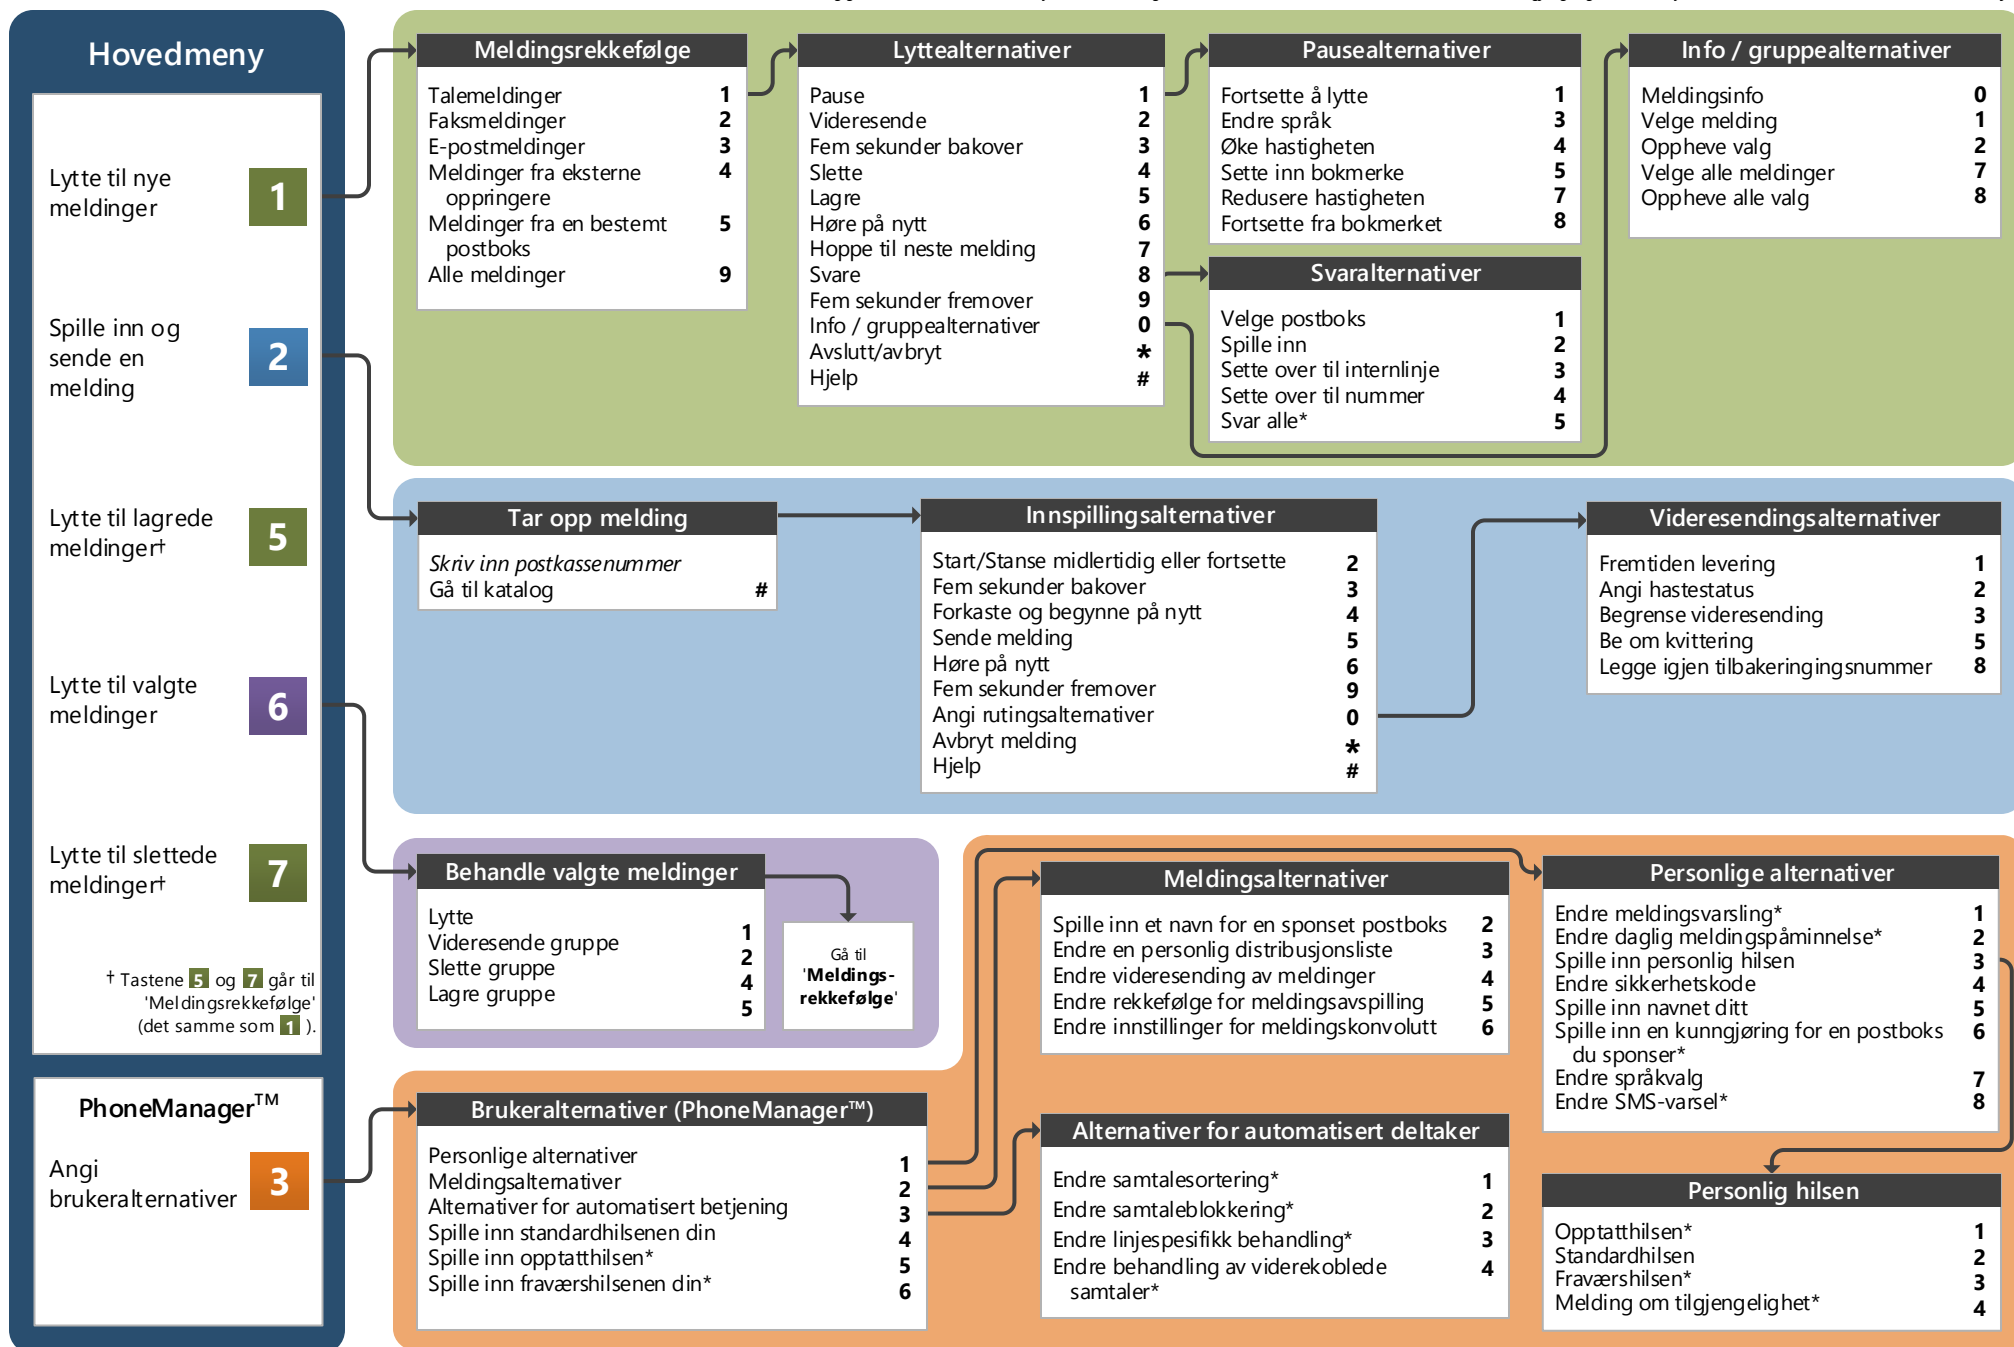 Hovedmeny
Lytte til nye
meldinger
1
Spille inn og
sende en
melding
2
Lytte til lagrede
meldinger†
5
Lytte til valgte
meldinger
6
Lytte til slettede
meldinger†
7
† Tastene 5 og 7 går til
'Meldingsrekkefølge'
(det samme som 1 ).
PhoneManager™
Angi
brukeralternativer
3
Meldingsrekkefølge
Talemeldinger 1
Faksmeldinger 2
E-postmeldinger 3
Meldinger fra eksterne 4
oppringere
Meldinger fra en bestemt 5
postboks
Alle meldinger 9
Lyttealternativer
Pause 1
Videresende 2
Fem sekunder bakover 3
Slette 4
Lagre 5
Høre på nytt 6
Hoppe til neste melding 7
Svare 8
Fem sekunder fremover 9
Info / gruppealternativer 0
Avslutt/avbryt *
Hjelp #
Pausealternativer
Fortsette å lytte 1
Endre språk 3
Øke hastigheten 4
Sette inn bokmerke 5
Redusere hastigheten 7
Fortsette fra bokmerket 8
Svaralternativer
Velge postboks 1
Spille inn 2
Sette over til internlinje 3
Sette over til nummer 4
Svar alle* 5
Info / gruppealternativer
Meldingsinfo 0
Velge melding 1
Oppheve valg 2
Velge alle meldinger 7
Oppheve alle valg 8
Tar opp melding
Skriv inn postkassenummer
Gå til katalog #
Innspillingsalternativer
Start/Stanse midlertidig eller fortsette 2
Fem sekunder bakover 3
Forkaste og begynne på nytt 4
Sende melding 5
Høre på nytt 6
Fem sekunder fremover 9
Angi rutingsalternativer 0
Avbryt melding *
Hjelp #
Videresendingsalternativer
Fremtiden levering 1
Angi hastestatus 2
Begrense videresending 3
Be om kvittering 5
Legge igjen tilbakeringingsnummer 8
Behandle valgte meldinger
Lytte 1
Videresende gruppe 2
Slette gruppe 4
Lagre gruppe 5
Gå til
'Meldings-
rekkefølge'
Brukeralternativer (PhoneManager™)
Personlige alternativer 1
Meldingsalternativer 2
Alternativer for automatisert betjening 3
Spille inn standardhilsenen din 4
Spille inn opptatthilsen* 5
Spille inn fraværshilsenen din* 6
Meldingsalternativer
Spille inn et navn for en sponset postboks 2
Endre en personlig distribusjonsliste 3
Endre videresending av meldinger 4
Endre rekkefølge for meldingsavspilling 5
Endre innstillinger for meldingskonvolutt 6
Alternativer for automatisert deltaker
Endre samtalesortering* 1
Endre samtaleblokkering* 2
Endre linjespesifikk behandling* 3
Endre behandling av viderekoblede 4
samtaler*
Personlige alternativer
Endre meldingsvarsling* 1
Endre daglig meldingspåminnelse* 2
Spille inn personlig hilsen 3
Endre sikkerhetskode 4
Spille inn navnet ditt 5
Spille inn en kunngjøring for en postboks 6
du sponser*
Endre språkvalg 7
Endre SMS-varsel* 8
Personlig hilsen
Opptatthilsen* 1
Standardhilsen 2
Fraværshilsen* 3
Melding om tilgjengelighet* 4